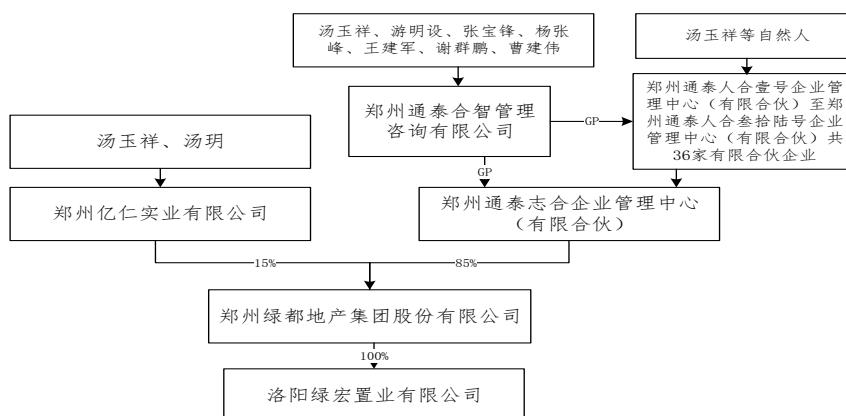 汤玉祥、游明设、张宝锋、杨张
峰、王建军、谢群鹏、曹建伟
汤玉祥等自然人
郑州通泰合智管理
咨询有限公司
GP
郑州通泰人合壹号企业管
理中心（有限合伙）至郑
州通泰人合叁拾陆号企业
管理中心（有限合伙）共
36家有限合伙企业
汤玉祥、汤玥
GP
郑州亿仁实业有限公司
郑州通泰志合企业管理中心
（有限合伙）
15%
85%
郑州绿都地产集团股份有限公司
100%
洛阳绿宏置业有限公司